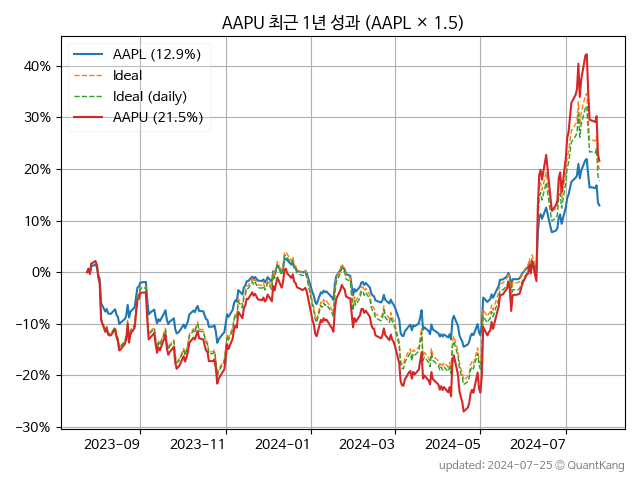 AAPU 최근 1년 성과 (AAPL × 1.5)
AAPL (12.9%)
Ideal
Ideal (daily)
AAPU (21.5%)
40%
30%
20%
10%
0%
−10%
−20%
−30%
2023−09 2023−11 2024−01 2024−03 2024−05 2024−07
updated: 2024-07-25 © QuantKang